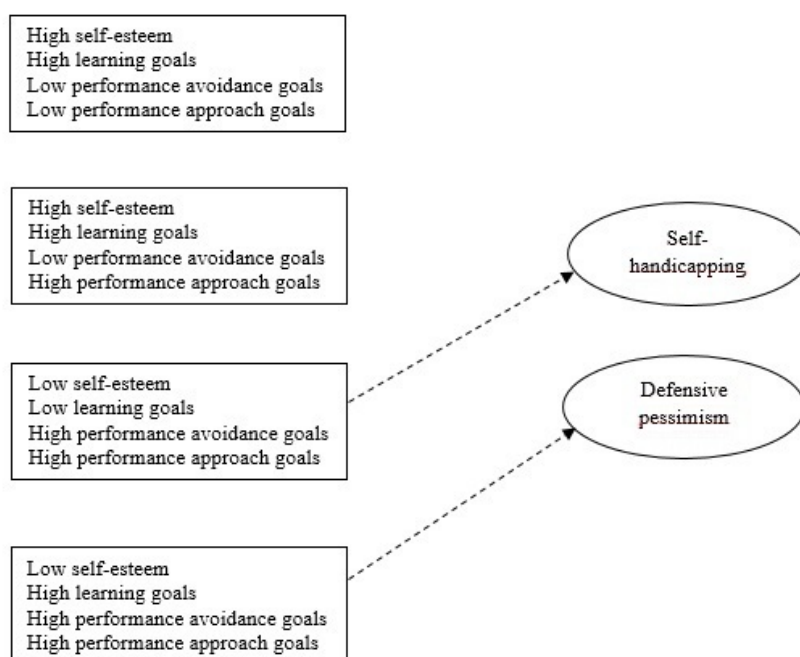 High self-esteem
High learning goals
Low performance avoidance goals
Low performance approach goals
High self-esteem
High learning goals
Low performance avoidance goals
High performance approach goals
Self-
handicapping
Low self-esteem
Low learning goals
High performance avoidance goals
High performance approach goals
Defensive
pessimism
Low self-esteem
High learning goals
High performance avoidance goals
High performance approach goals